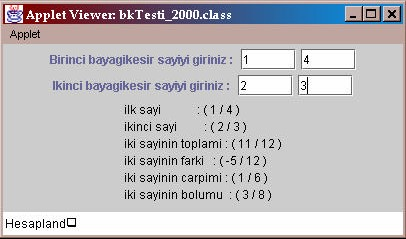 Applet Viewer: bkTesti_2000.class
Applet
Birinci bayagikesir sayiyi giriniz : 1 4
Ikinci bayagikesir sayiyi giriniz : 2 3
ilk sayi : ( 1 / 4 )
ikinci sayi : ( 2 / 3 )
iki sayinin toplami : ( 11 / 12 )
iki sayinin farki : ( -5 / 12 )
iki sayinin carpimi : ( 1 / 6 )
iki sayinin bolumu : ( 3 / 8 )
Hesapland□